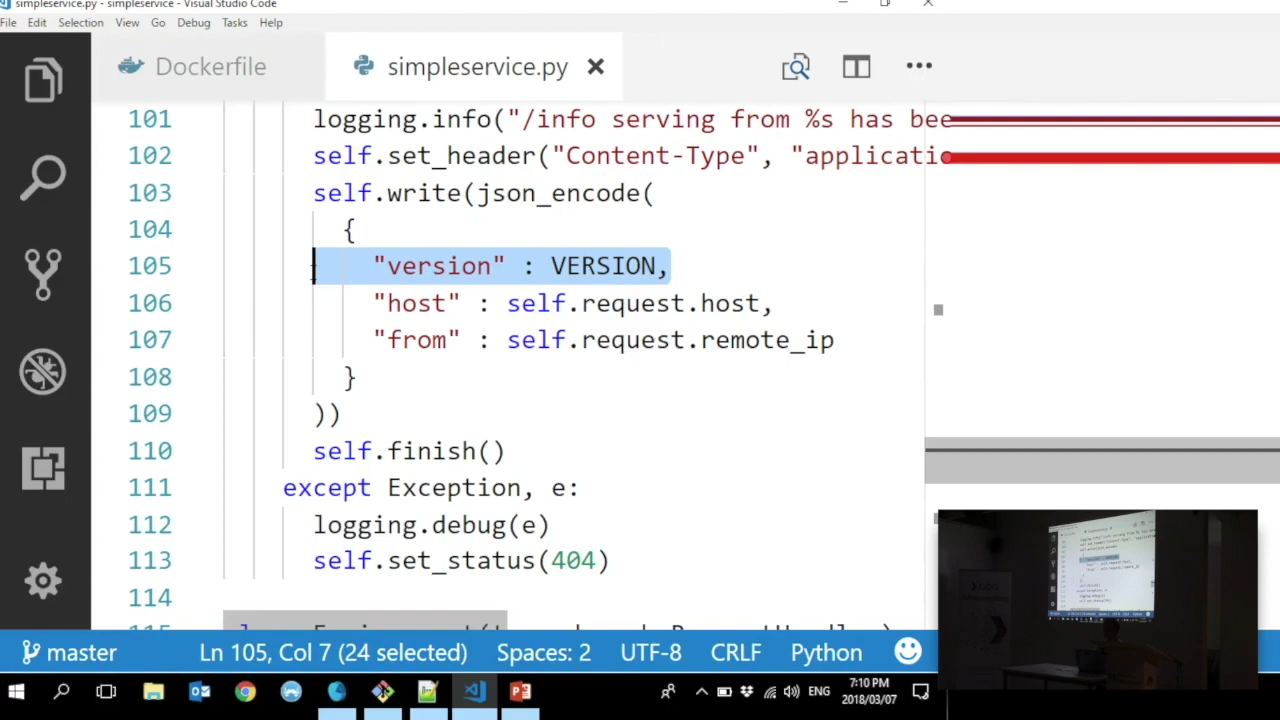 simpleservice.py - simpleservice - Visual Studio Code
File Edit Selection View Go Debug Tasks Help
Dockerfile simpleservice.py
101 logging.info("/info serving from %s has bee
102 self.set_header("Content-Type", "applicatio
103 self.write(json_encode(
104 {
105 "version" : VERSION,
106 "host" : self.request.host,
107 "from" : self.request.remote_ip
108 }
109 ))
110 self.finish()
111 except Exception, e:
112 logging.debug(e)
113 self.set_status(404)
114
master Ln 105, Col 7 (24 selected) Spaces: 2 UTF-8 CRLF Python
ENG
7:10 PM
2018/03/07